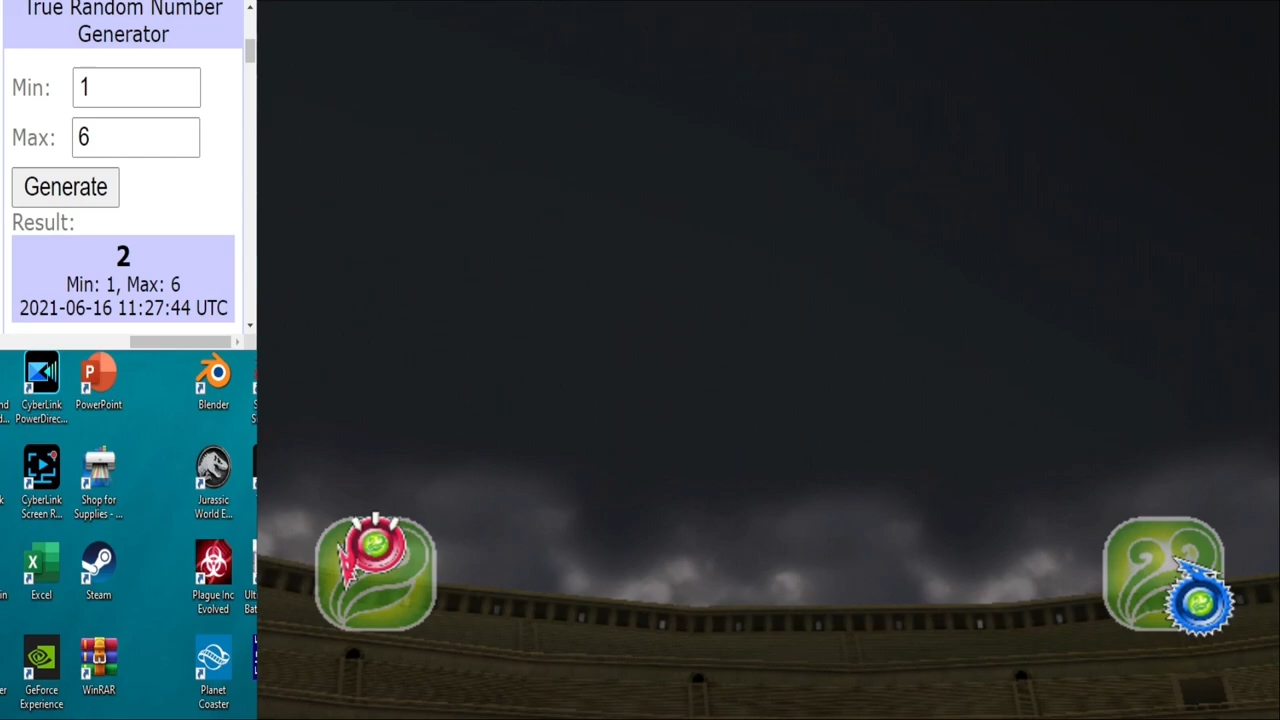 True Random Number
Generator
Min: 1
Max: 6
Generate
Result:
2
Min: 1, Max: 6
2021-06-16 11:27:44 UTC
CyberLink
PowerDirec...
PowerPoint
Blender
CyberLink
Screen R...
Shop for
Supplies - ...
Jurassic
World E...
Excel
Steam
Plague Inc
Evolved
GeForce
Experience
WinRAR
Planet
Coaster